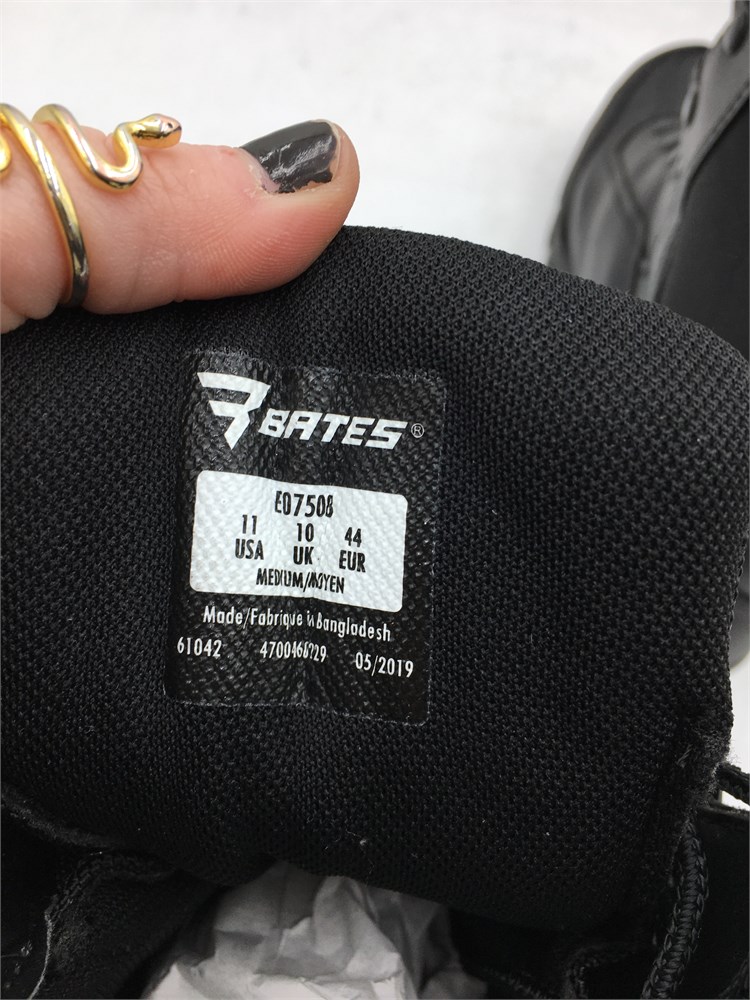 BATES®
E07508
11 10 44
USA UK EUR
MEDIUM/MOYEN
Made/Fabrique in Bangladesh
61042 05/2019